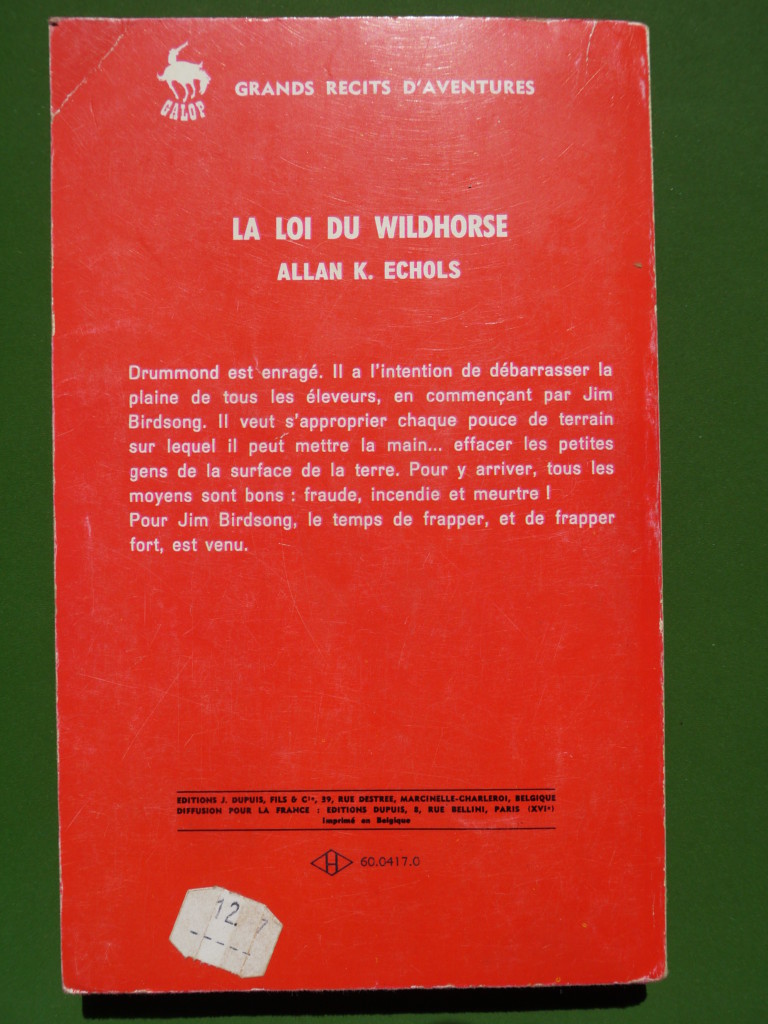 GALOP
GRANDS RECITS D'AVENTURES
LA LOI DU WILDHORSE
ALLAN K. ECHOLS
Drummond est enragé. Il a l'intention de débarrasser la
plaine de tous les éleveurs, en commençant par Jim
Birdsong. Il veut s'approprier chaque pouce de terrain
sur lequel il peut mettre la main... effacer les petites
gens de la surface de la terre. Pour y arriver, tous les
moyens sont bons : fraude, incendie et meurtre !
Pour Jim Birdsong, le temps de frapper, et de frapper
fort, est venu.
EDITIONS J. DUPUIS, FILS & Cie, 39, RUE DESTREE, MARCINELLE-CHARLEROI, BELGIQUE
DIFFUSION POUR LA FRANCE : EDITIONS DUPUIS, 8, RUE BELLINI, PARIS (XVIe)
Imprimé en Belgique
H 60.0417.0
12 7